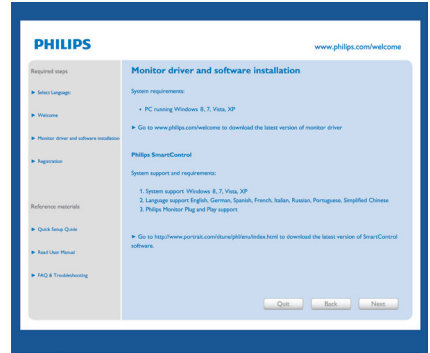 PHILIPS
www.philips.com/welcome
Required steps
Select Language:
Welcome
Monitor driver and software installation
Registration
Reference materials
Quick Setup Quide
Read User Manual
FAQ & Troubleshooting
Monitor driver and software installation
System requirements:
• PC running Windows 8, 7, Vista, XP
► Go to www.philips.com/welcome to download the latest version of monitor driver
Philips SmartControl
System support and requirements:
1. System support Windows 8, 7, Vista, XP
2. Language support English, German, Spanish, French, Italian, Russian, Portuguese, Simplified Chinese
3. Philips Monitor Plug and Play support
► Go to http://www.portrait.com/dtune/phl/enu/index.html to download the latest version of SmartControl
software.
Quit
Back
Next